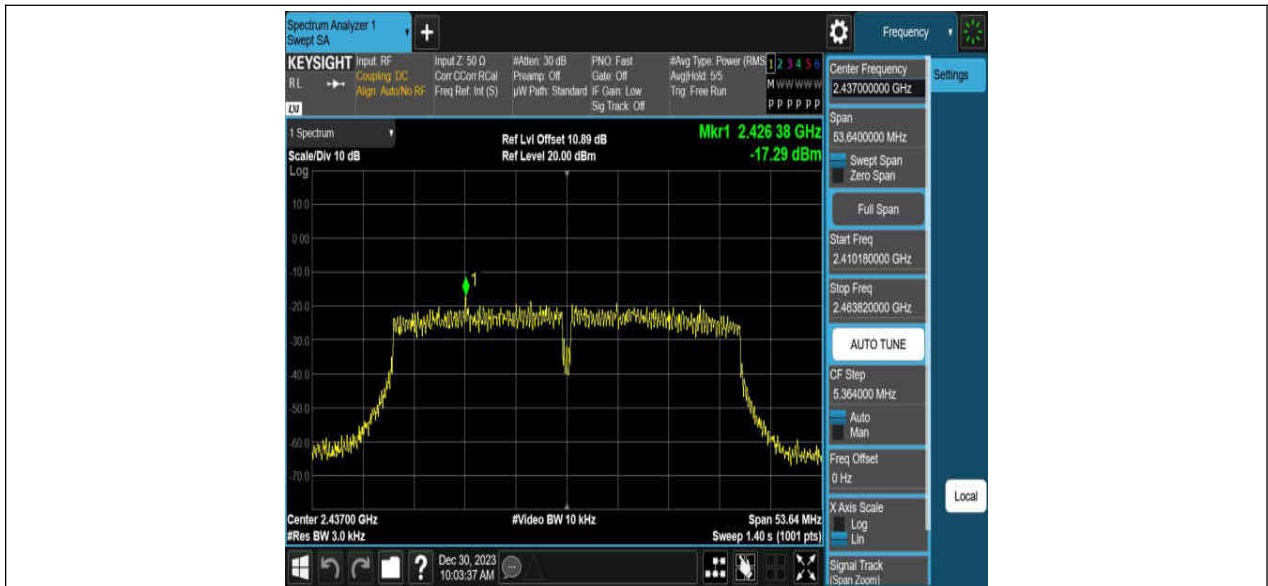 Spectrum Analyzer 1
Swept SA
+
Frequency
KEYSIGHT
RL
LXI
Input: RF
Coupling: DC
Align: Auto/No RF
Input Z: 50 Ω
Corr CCorr RCal
Freq Ref: Int (S)
#Atten: 30 dB
Preamp: Off
µW Path: Standard
PNO: Fast
Gate: Off
IF Gain: Low
Sig Track: Off
#Avg Type: Power (RMS
Avg|Hold: 5/5
Trig: Free Run
1 2 3 4 5 6
M W W W W W
P P P P P P
1 Spectrum
Scale/Div 10 dB
Ref Lvl Offset 10.89 dB
Ref Level 20.00 dBm
Mkr1 2.426 38 GHz
-17.29 dBm
Log
10.0
0.00
-10.0
-20.0
-30.0
-40.0
-50.0
-60.0
-70.0
1
Center 2.43700 GHz
#Res BW 3.0 kHz
#Video BW 10 kHz
Span 53.64 MHz
Sweep 1.40 s (1001 pts)
Dec 30, 2023
10:03:37 AM
Center Frequency
2.437000000 GHz
Span
53.6400000 MHz
Swept Span
Zero Span
Full Span
Start Freq
2.410180000 GHz
Stop Freq
2.463820000 GHz
AUTO TUNE
CF Step
5.364000 MHz
Auto
Man
Freq Offset
0 Hz
X Axis Scale
Log
Lin
Signal Track
(Span Zoom)
Settings
Local